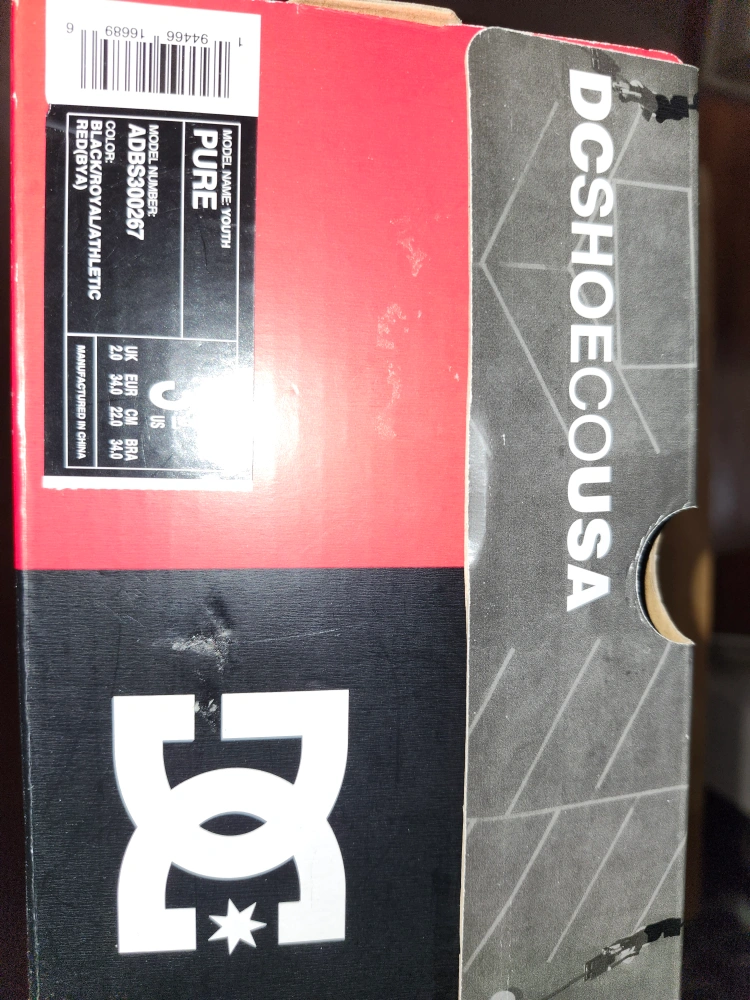 DCSHOECOUSA
1 94466 16689 6
MODEL NAME: YOUTH
PURE
MODEL NUMBER:
ADBS300267
COLOR:
BLACK/ROYAL/ATHLETIC
RED(BYA)
US
UK EUR CM BRA
2.0 34.0 22.0 34.0
MANUFACTURED IN CHINA
DC